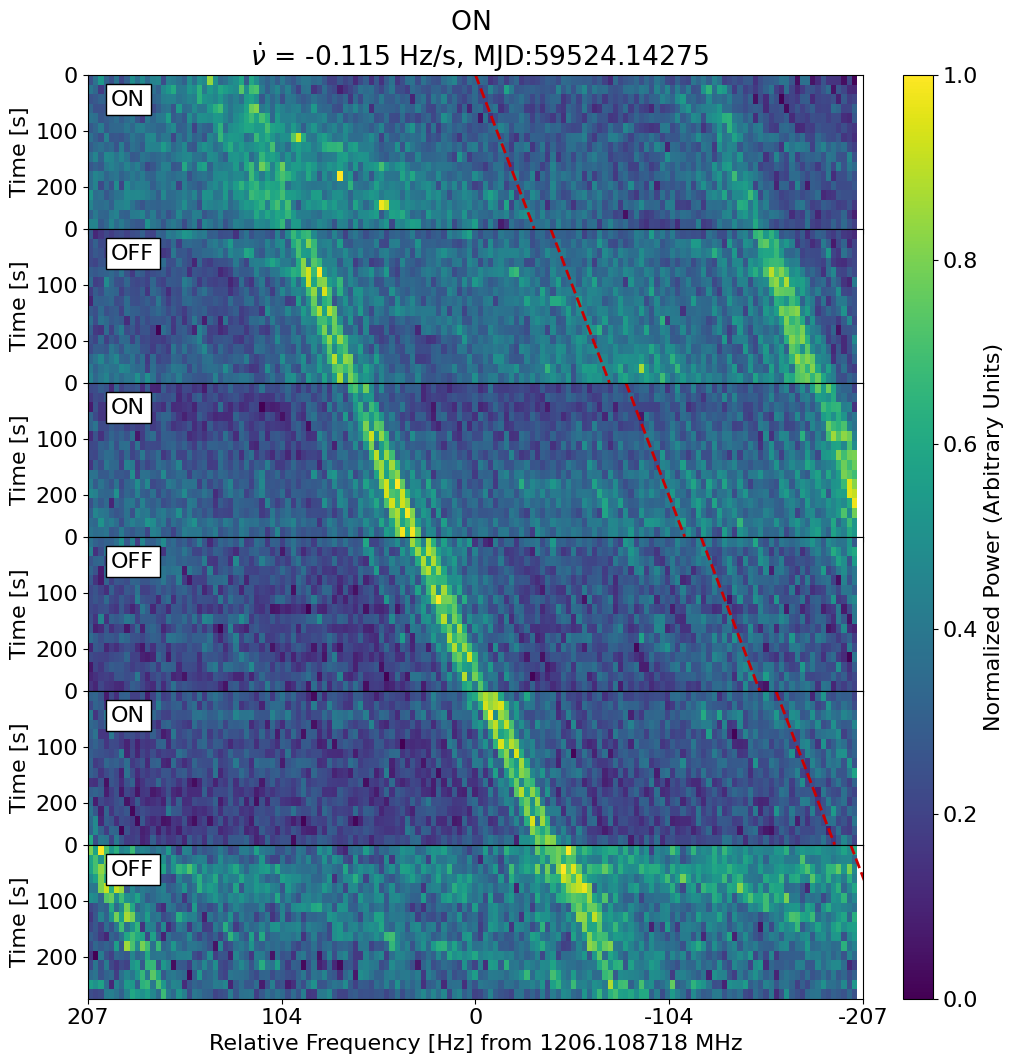 ON
ν̇ = -0.115 Hz/s, MJD:59524.14275
0
ON
100
Time [s]
200
0
OFF
100
Time [s]
200
0
ON
100
Time [s]
200
0
OFF
100
Time [s]
200
0
ON
100
Time [s]
200
0
OFF
100
Time [s]
200
207 104 0 -104 -207
Relative Frequency [Hz] from 1206.108718 MHz
1.0
0.8
0.6
0.4
0.2
0.0
Normalized Power (Arbitrary Units)